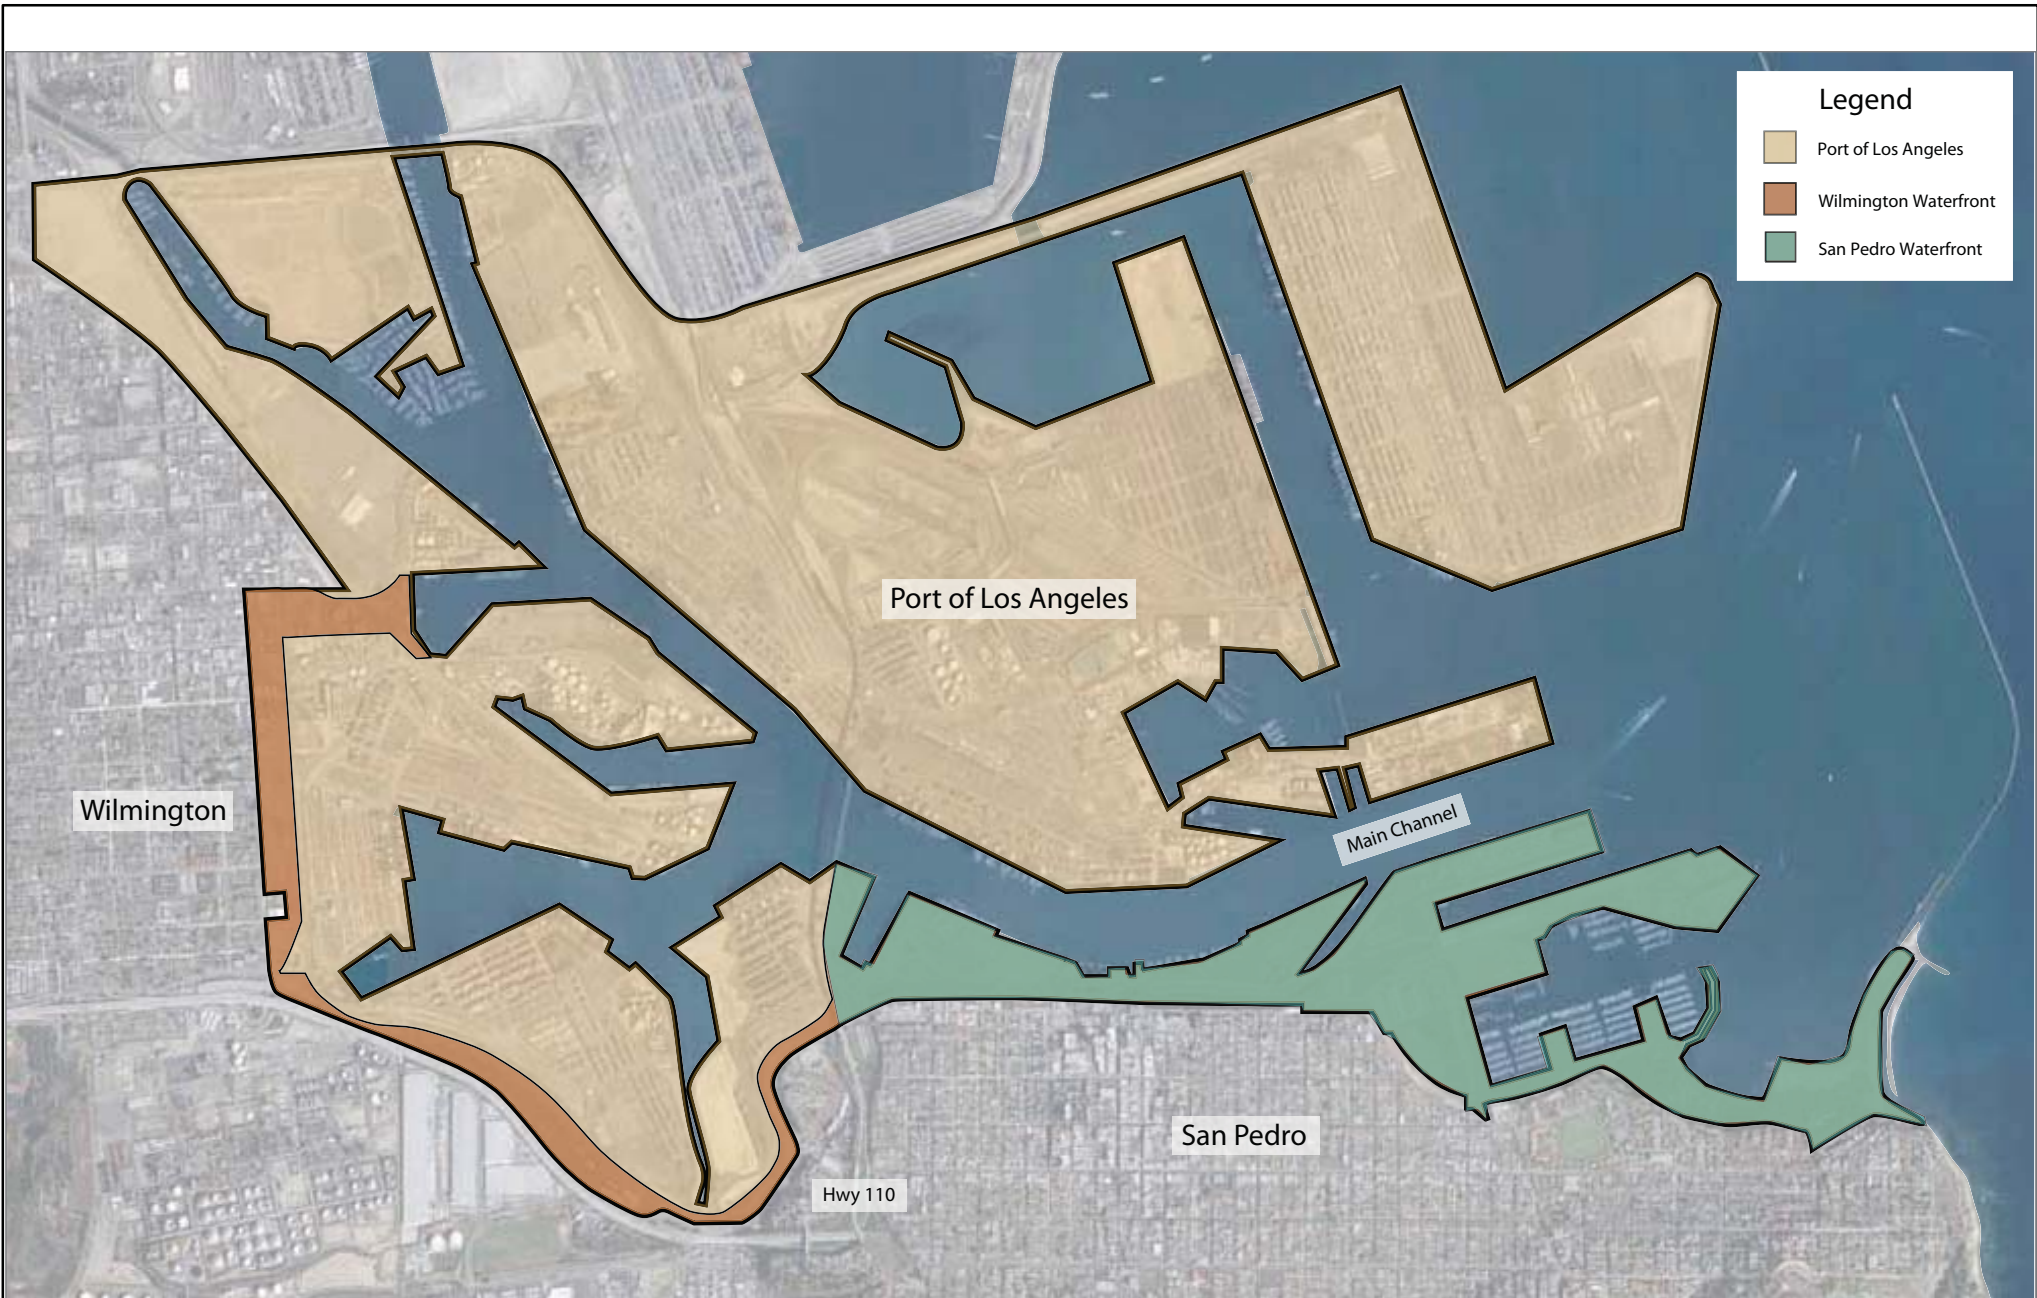 Legend
Port of Los Angeles
Wilmington Waterfront
San Pedro Waterfront
Port of Los Angeles
Wilmington
Main Channel
San Pedro
Hwy 110